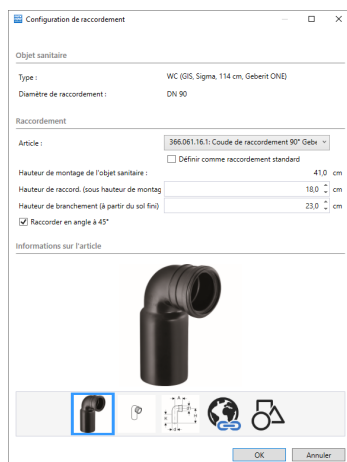 Configuration de raccordement
Objet sanitaire
Type :
WC (GIS, Sigma, 114 cm, Geberit ONE)
Diamètre de raccordement :
DN 90
Raccordement
Article :
366.061.16.1: Coude de raccordement 90° Gebe
Définir comme raccordement standard
Hauteur de montage de l'objet sanitaire :
41,0 cm
Hauteur de raccord. (sous hauteur de montag
18,0 cm
Hauteur de branchement (à partir du sol fini)
23,0 cm
Raccorder en angle à 45°
Informations sur l'article
OK
Annuler